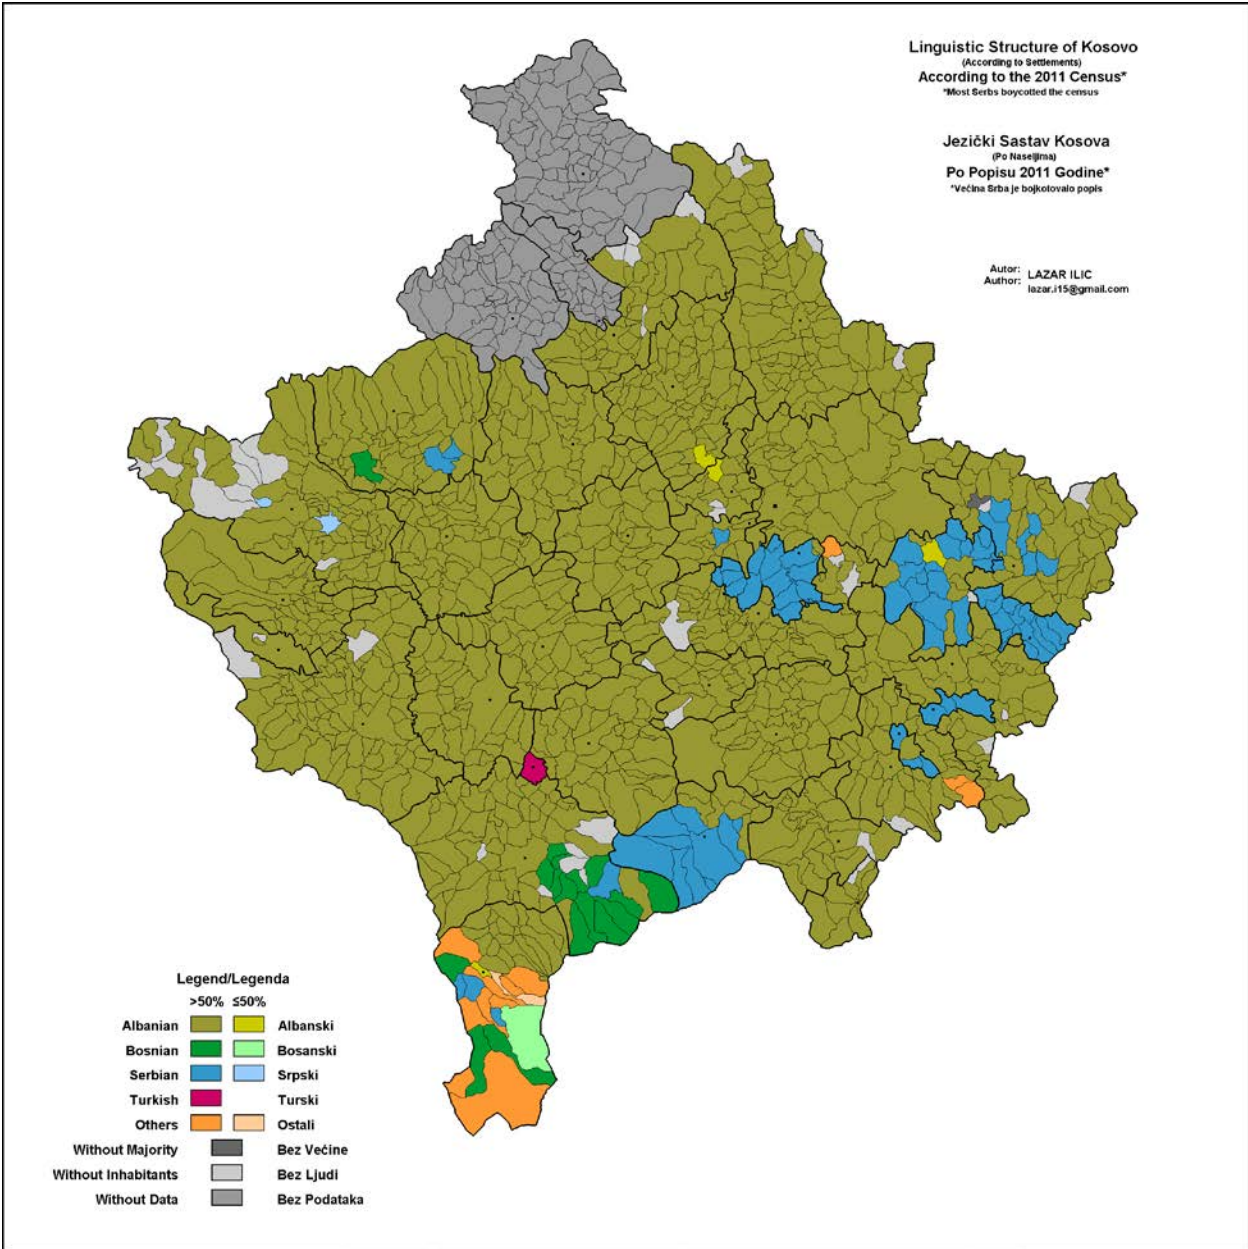 Linguistic Structure of Kosovo
(According to Settlements)
According to the 2011 Census*
*Most Serbs boycotted the census
Jezički Sastav Kosova
(Po Naseljima)
Po Popisu 2011 Godine*
*Većina Srba je bojkotovalo popis
Autor:
Author:
LAZAR ILIC
lazar.i15@gmail.com
Legend/Legenda
>50% ≤50%
Albanian Albanski
Bosnian Bosanski
Serbian Srpski
Turkish Turski
Others Ostali
Without Majority Bez Većine
Without Inhabitants Bez Ljudi
Without Data Bez Podataka